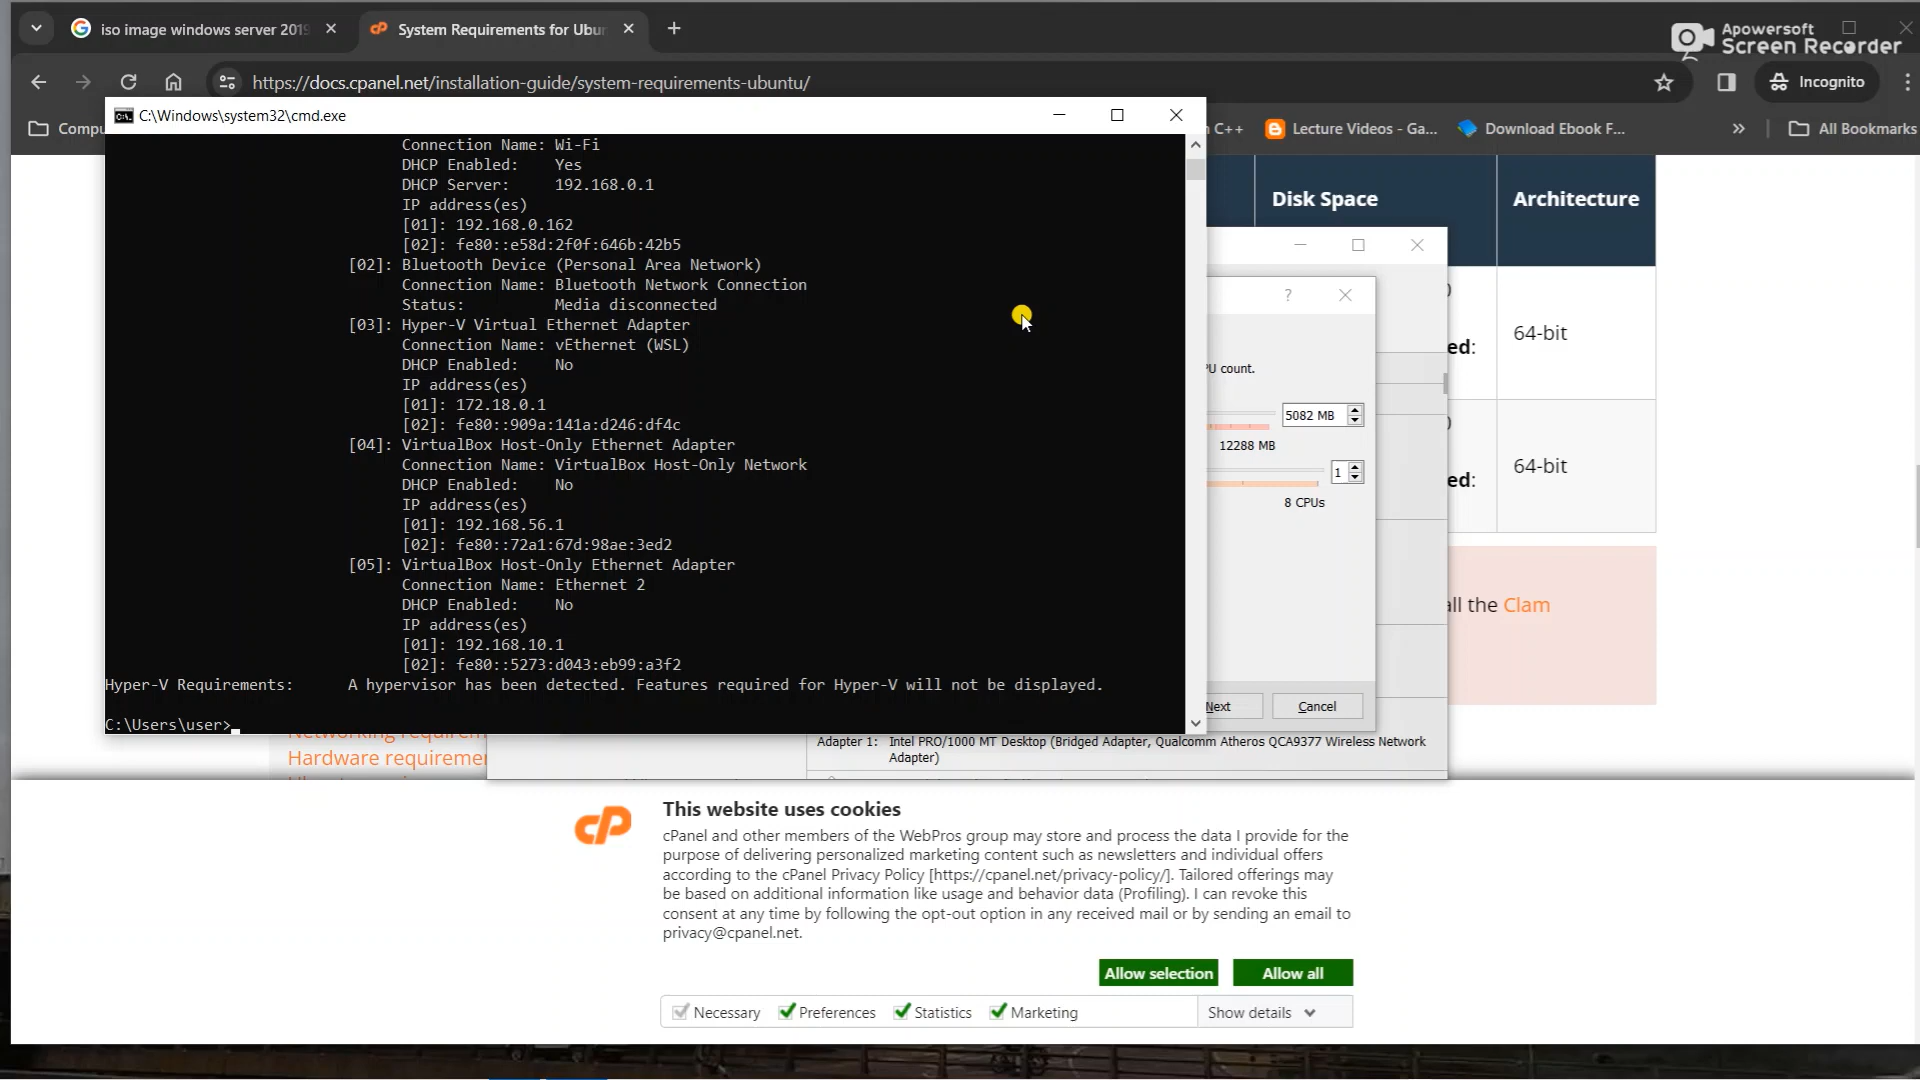 iso image windows server 2019
System Requirements for Ubun
Apowersoft
Screen Recorder
https://docs.cpanel.net/installation-guide/system-requirements-ubuntu/
Incognito
Compu
C++
Lecture Videos - Ga...
Download Ebook F...
»
All Bookmarks
C:\Windows\system32\cmd.exe
Connection Name: Wi-Fi
DHCP Enabled: Yes
DHCP Server: 192.168.0.1
IP address(es)
[01]: 192.168.0.162
[02]: fe80::e58d:2f0f:646b:42b5
[02]: Bluetooth Device (Personal Area Network)
Connection Name: Bluetooth Network Connection
Status: Media disconnected
[03]: Hyper-V Virtual Ethernet Adapter
Connection Name: vEthernet (WSL)
DHCP Enabled: No
IP address(es)
[01]: 172.18.0.1
[02]: fe80::909a:141a:d246:df4c
[04]: VirtualBox Host-Only Ethernet Adapter
Connection Name: VirtualBox Host-Only Network
DHCP Enabled: No
IP address(es)
[01]: 192.168.56.1
[02]: fe80::72a1:67d:98ae:3ed2
[05]: VirtualBox Host-Only Ethernet Adapter
Connection Name: Ethernet 2
DHCP Enabled: No
IP address(es)
[01]: 192.168.10.1
[02]: fe80::5273:d043:eb99:a3f2
Hyper-V Requirements: A hypervisor has been detected. Features required for Hyper-V will not be displayed.
C:\Users\user>
Disk Space
Architecture
?
PU count.
5082 MB
12288 MB
1
8 CPUs
ed:
64-bit
ed:
64-bit
all the Clam
Next
Cancel
Networking requirem
Hardware requiremen
Adapter 1: Intel PRO/1000 MT Desktop (Bridged Adapter, Qualcomm Atheros QCA9377 Wireless Network
Adapter)
This website uses cookies
cPanel and other members of the WebPros group may store and process the data I provide for the
purpose of delivering personalized marketing content such as newsletters and individual offers
according to the cPanel Privacy Policy [https://cpanel.net/privacy-policy/]. Tailored offerings may
be based on additional information like usage and behavior data (Profiling). I can revoke this
consent at any time by following the opt-out option in any received mail or by sending an email to
privacy@cpanel.net.
Allow selection
Allow all
Necessary
Preferences
Statistics
Marketing
Show details